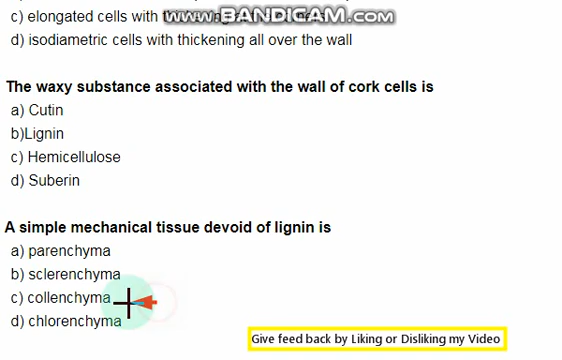 c) elongated cells with
www.BANDICAM.com
d) isodiametric cells with thickening all over the wall
The waxy substance associated with the wall of cork cells is
a) Cutin
b)Lignin
c) Hemicellulose
d) Suberin
A simple mechanical tissue devoid of lignin is
a) parenchyma
b) sclerenchyma
c) collenchyma
d) chlorenchyma
Give feed back by Liking or Disliking my Video